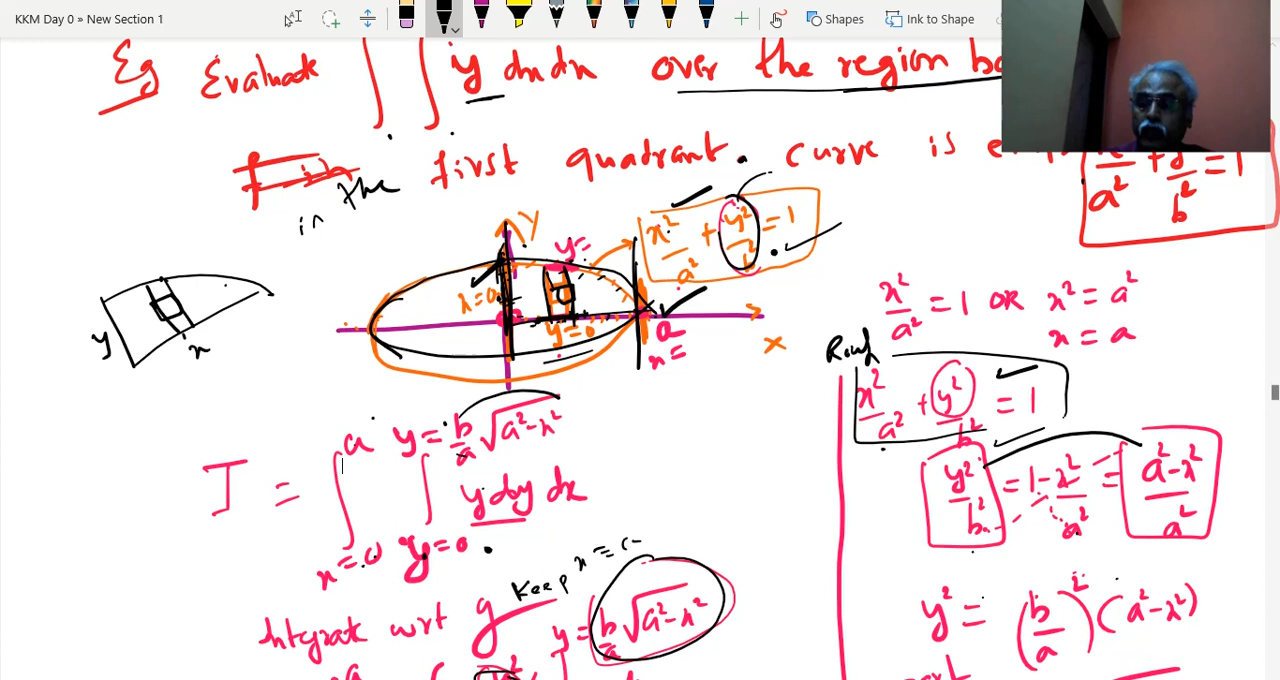 KKM Day 0 » New Section 1
Shapes
Ink to Shape
Eg Evaluate ∫∫ y dx dx over the region bo
in the first quadrant. Curve is
x²/a² + y²/b² = 1
Y
y=
x²/a² + y²/b² = 1
x=0
y=0
a
x=
X
y
x
x²/a² = 1 OR x² = a²
x = a
Rough
x²/a² + y²/b² = 1
y²/b² = 1 - x²/a² = (a²-x²)/a²
y² = (b/a)² (a²-x²)
I = ∫ x=0 a ∫ y=0 y=b/a √(a²-x²) y dy dx
Keep x =
Integrate wrt y
y = b/a √(a²-x²)